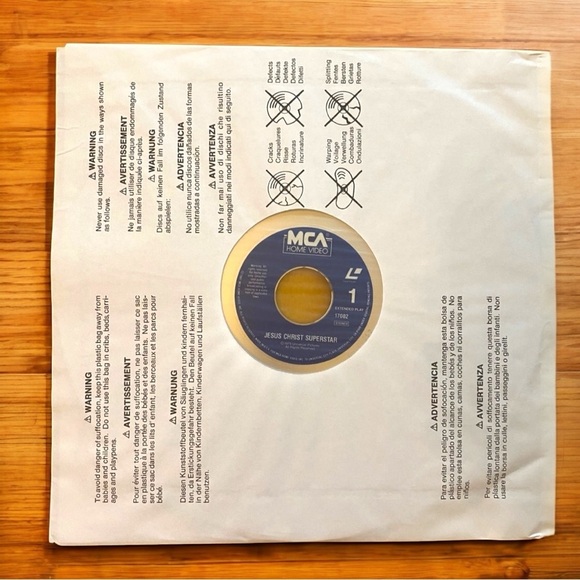 ⚠ WARNING
Never use damaged discs in the ways shown
as follows.
⚠ AVERTISSEMENT
Ne jamais utiliser de disque endommagés de
la manière indiquée ci-après.
⚠ WARNUNG
Discs auf keinen Fall im folgenden Zustand
abspielen:
⚠ ADVERTENCIA
No utilice nunca discos dañados de las formas
mostradas a continuación.
⚠ AVVERTENZA
Non far mai uso di dischi che risultino
danneggiati nei modi indicati qui di seguito.
Cracks
Craquelures
Risse
Roturas
Incrinature
Defects
Défauts
Defekte
Defectos
Difetti
Warping
Voilage
Verwellung
Combaduras
Ondulazioni
Splitting
Fentes
Bersten
Grietas
Rotture
⚠ WARNING
To avoid danger of suffocation, keep this plastic bag away from
babies and children. Do not use this bag in cribs, beds, carri-
ages and playpens.
⚠ AVERTISSEMENT
Pour éviter tout danger de suffocation, ne pas laisser ce sac
en plastique à la portée des bébés et des enfants. Ne pas lais-
ser ce sac dans les lits d'enfant, les berceaux et les parcs pour
bébé.
⚠ WARNUNG
Diesen Kunststoffbeutel von Säuglingen und kindern fernhal-
ten, da Erstickungsgefahr besteht. Den Beutel auf keinen Fall
in der Nähe von Kindernbetten, Kinderwagen und Laufställen
benutzen.
⚠ ADVERTENCIA
Para evitar el peligro de sofocación, mantenga esta bolsa de
plástico apartado del alcance de los bebés y de los niños. No
emplee esta bolsa en cunas, camas, coches ni corralitos para
niños.
⚠ AVVERTENZA
Per evitare pericoli di soffocamento tenere questa borsa di
plastica lontana dalla portata dei bambini e degli infanti. Non
usare la borsa in culle, lettini, passeggini o girelli.
MCA
HOME VIDEO
1
EXTENDED PLAY
17002
STEREO
JESUS CHRIST SUPERSTAR